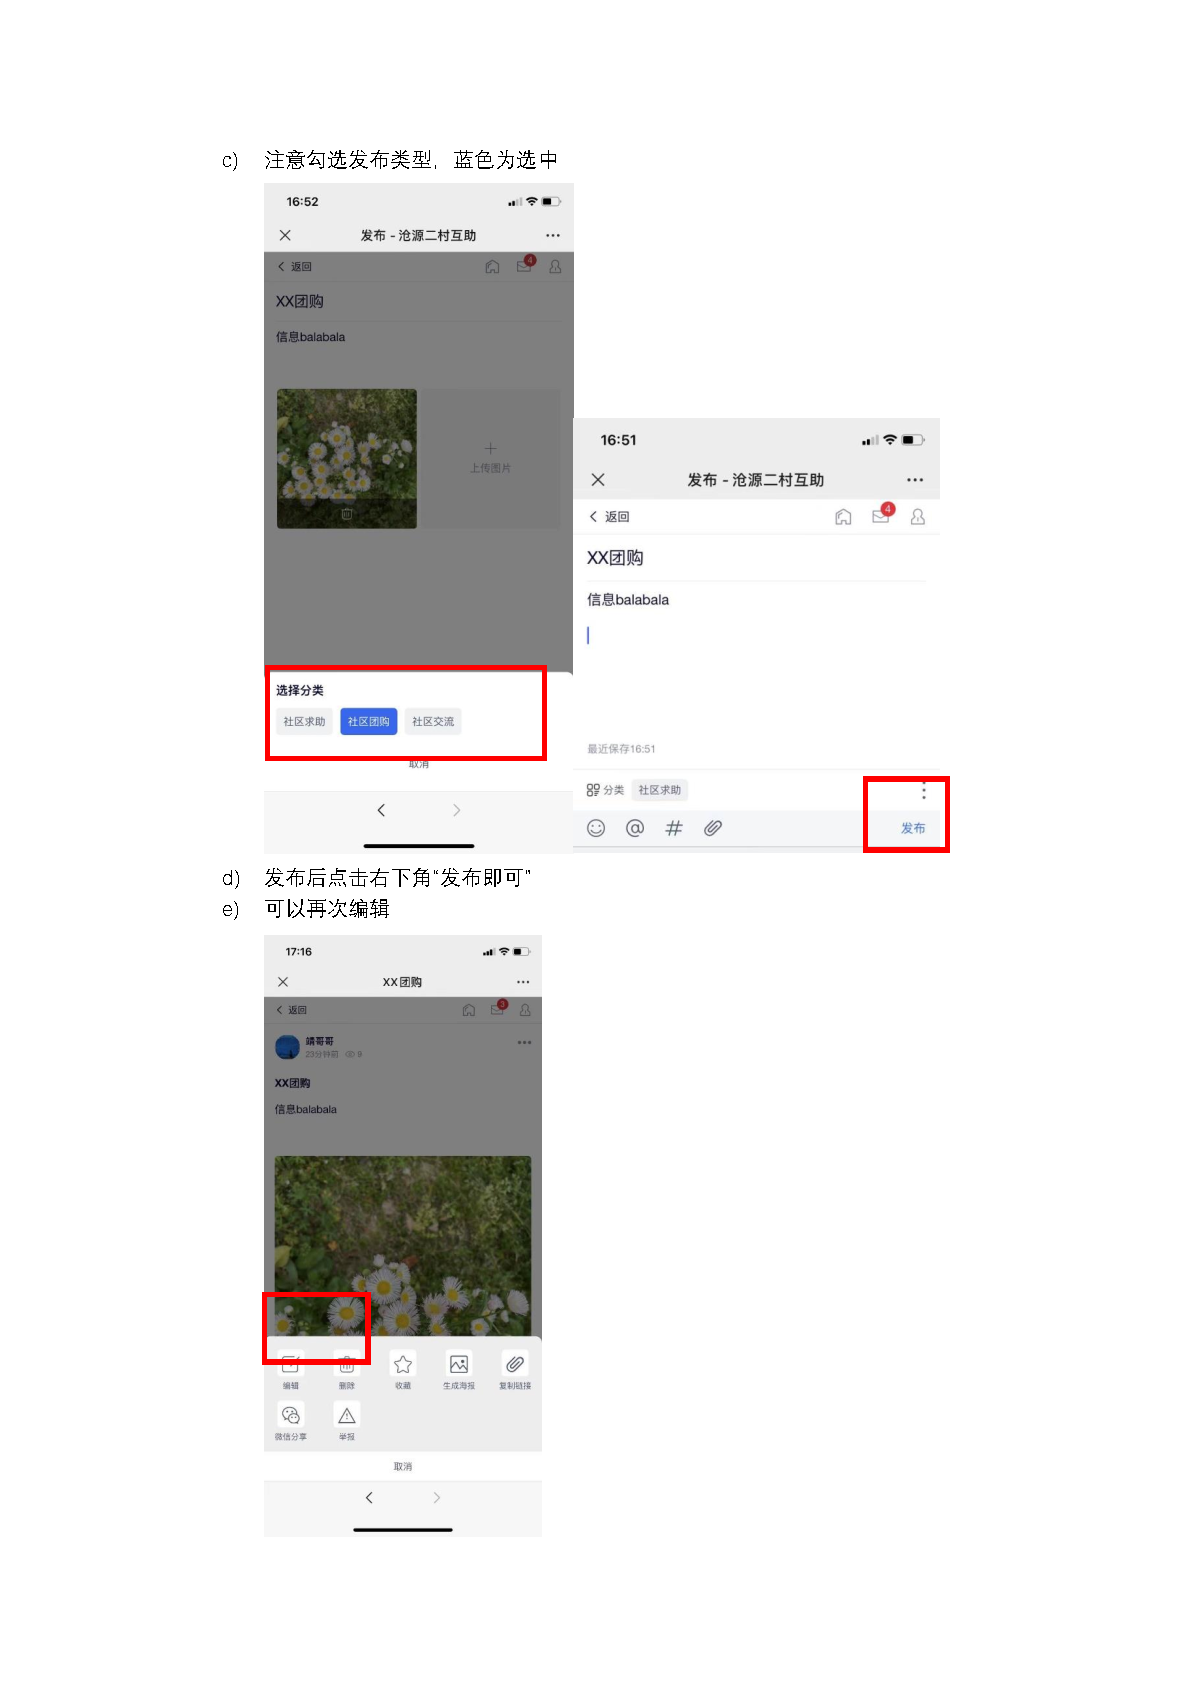 c) 注意勾选发布类型，蓝色为选中
16:52
发布 - 沧源二村互助
返回
4
XX团购
信息balabala
上传图片
选择分类
社区求助 社区团购 社区交流
取消
16:51
发布 - 沧源二村互助
返回
4
XX团购
信息balabala
最近保存16:51
分类 社区求助
发布
d) 发布后点击右下角“发布即可”
e) 可以再次编辑
17:16
XX团购
返回
3
靖哥哥
23分钟前 9
XX团购
信息balabala
编辑 删除 收藏 生成海报 复制链接
微信分享 举报
取消